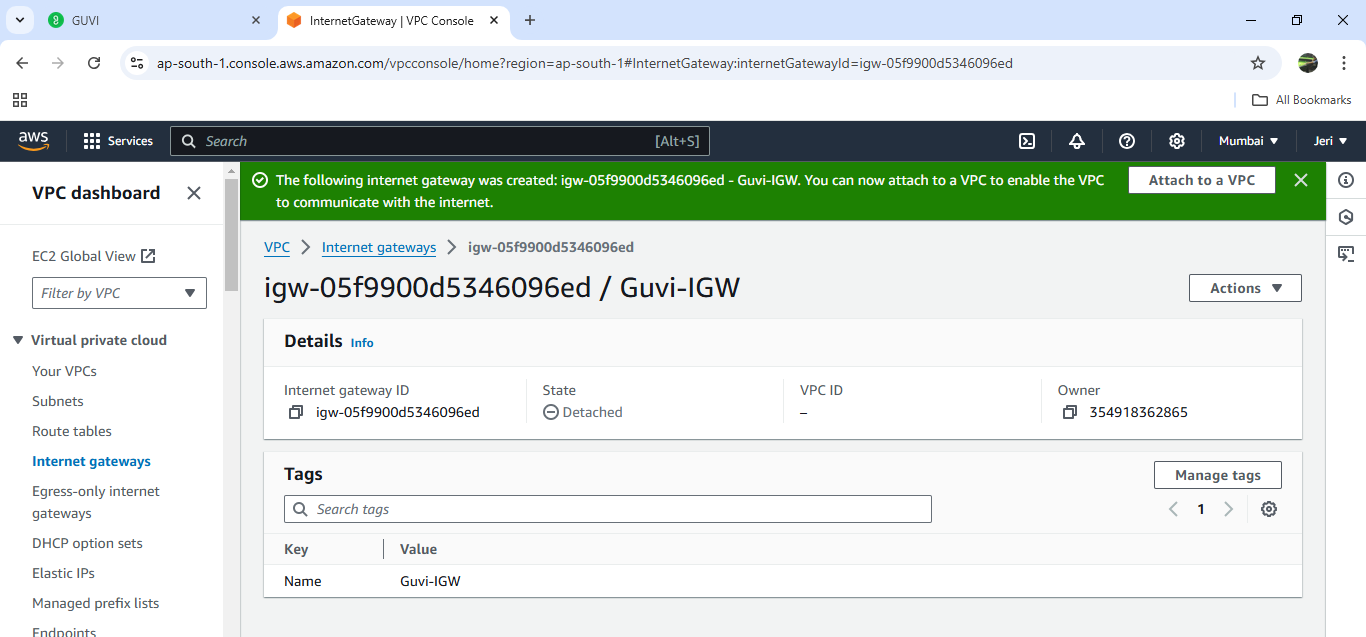 GUVI
InternetGateway | VPC Console
ap-south-1.console.aws.amazon.com/vpcconsole/home?region=ap-south-1#InternetGateway:internetGatewayId=igw-05f9900d5346096ed
All Bookmarks
aws
Services
Search
[Alt+S]
Mumbai
Jeri
VPC dashboard
EC2 Global View
Filter by VPC
Virtual private cloud
Your VPCs
Subnets
Route tables
Internet gateways
Egress-only internet
gateways
DHCP option sets
Elastic IPs
Managed prefix lists
Endpoints
The following internet gateway was created: igw-05f9900d5346096ed - Guvi-IGW. You can now attach to a VPC to enable the VPC
to communicate with the internet.
Attach to a VPC
VPC
Internet gateways
igw-05f9900d5346096ed
igw-05f9900d5346096ed / Guvi-IGW
Actions
Details
Info
Internet gateway ID
igw-05f9900d5346096ed
State
Detached
VPC ID
–
Owner
354918362865
Tags
Manage tags
Search tags
1
Key
Value
Name
Guvi-IGW